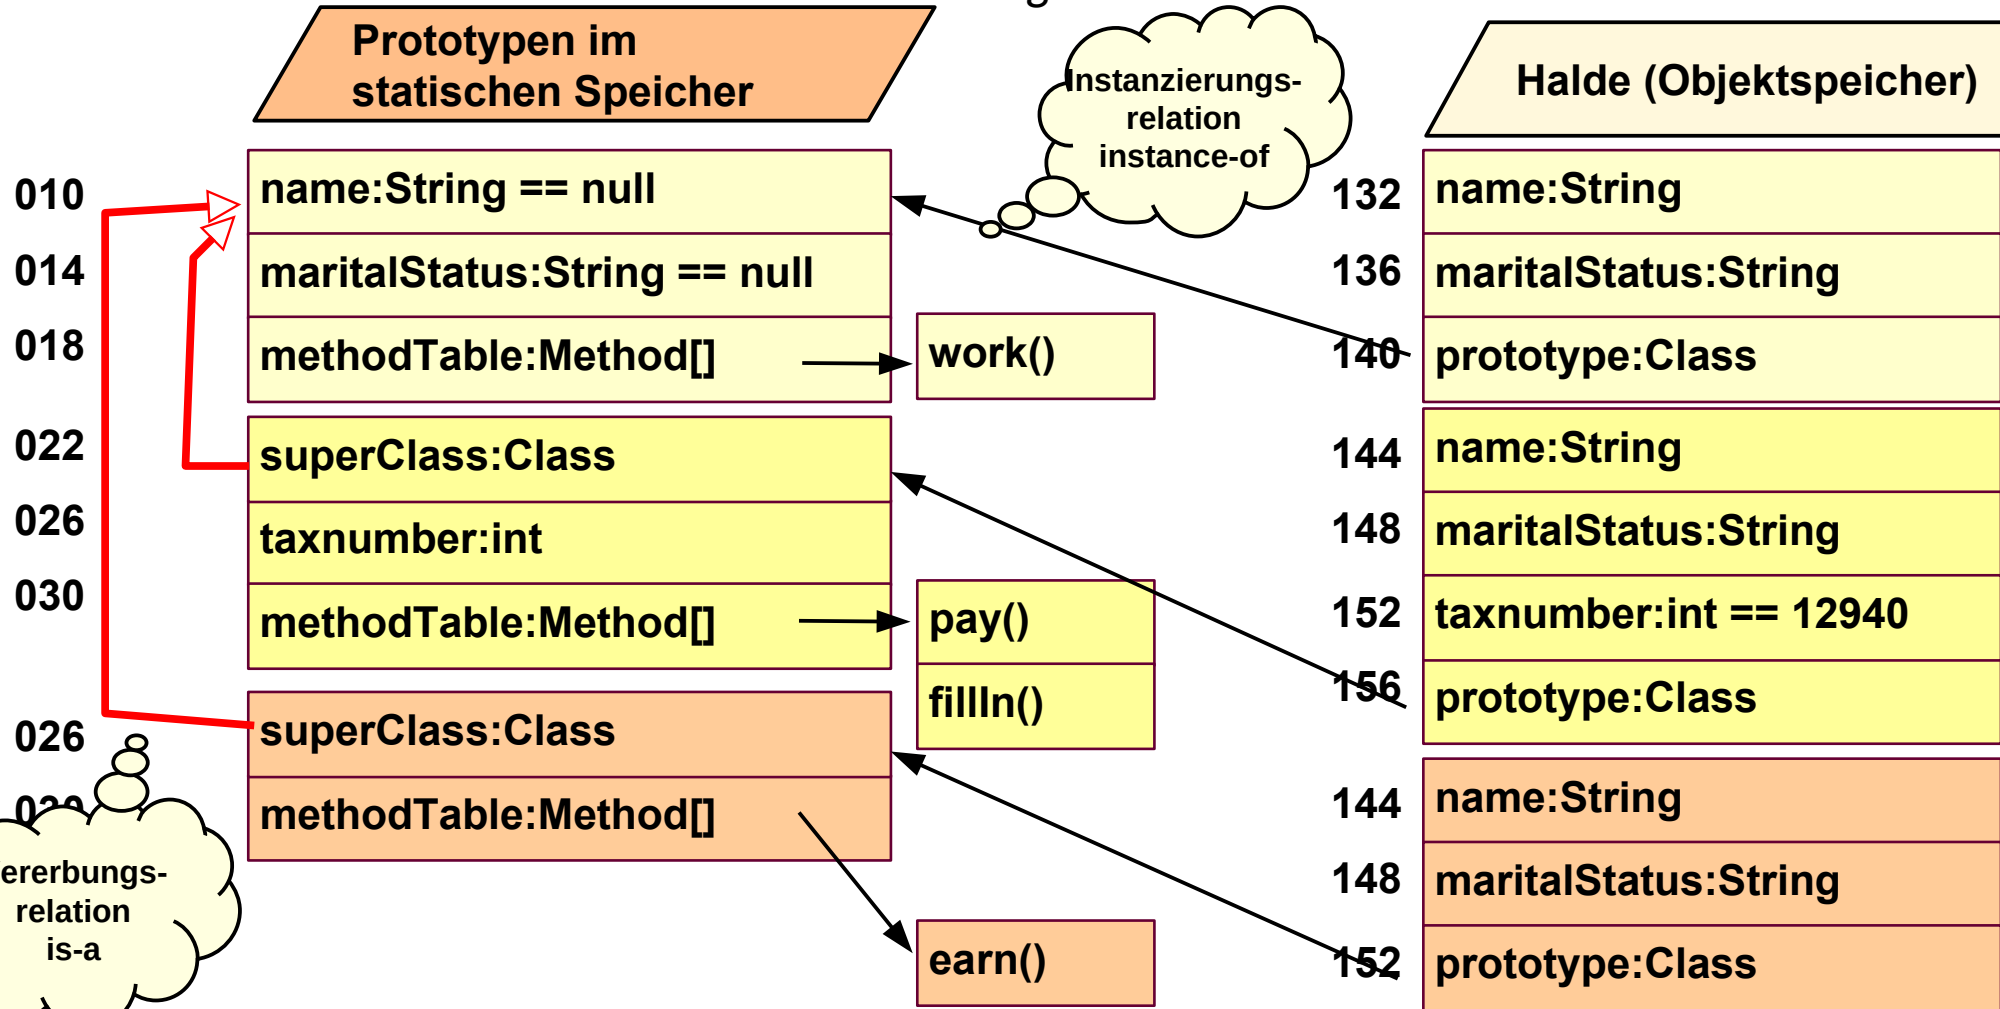 Prototypen im
statischen Speicher
Instanzierungs-
relation
instance-of
Halde (Objektspeicher)
010
name:String == null
014
maritalStatus:String == null
018
methodTable:Method[]
work()
022
superClass:Class
026
taxnumber:int
030
methodTable:Method[]
pay()
fillIn()
026
superClass:Class
methodTable:Method[]
earn()
ererbungs-
relation
is-a
132
name:String
136
maritalStatus:String
140
prototype:Class
144
name:String
148
maritalStatus:String
152
taxnumber:int == 12940
156
prototype:Class
144
name:String
148
maritalStatus:String
152
prototype:Class